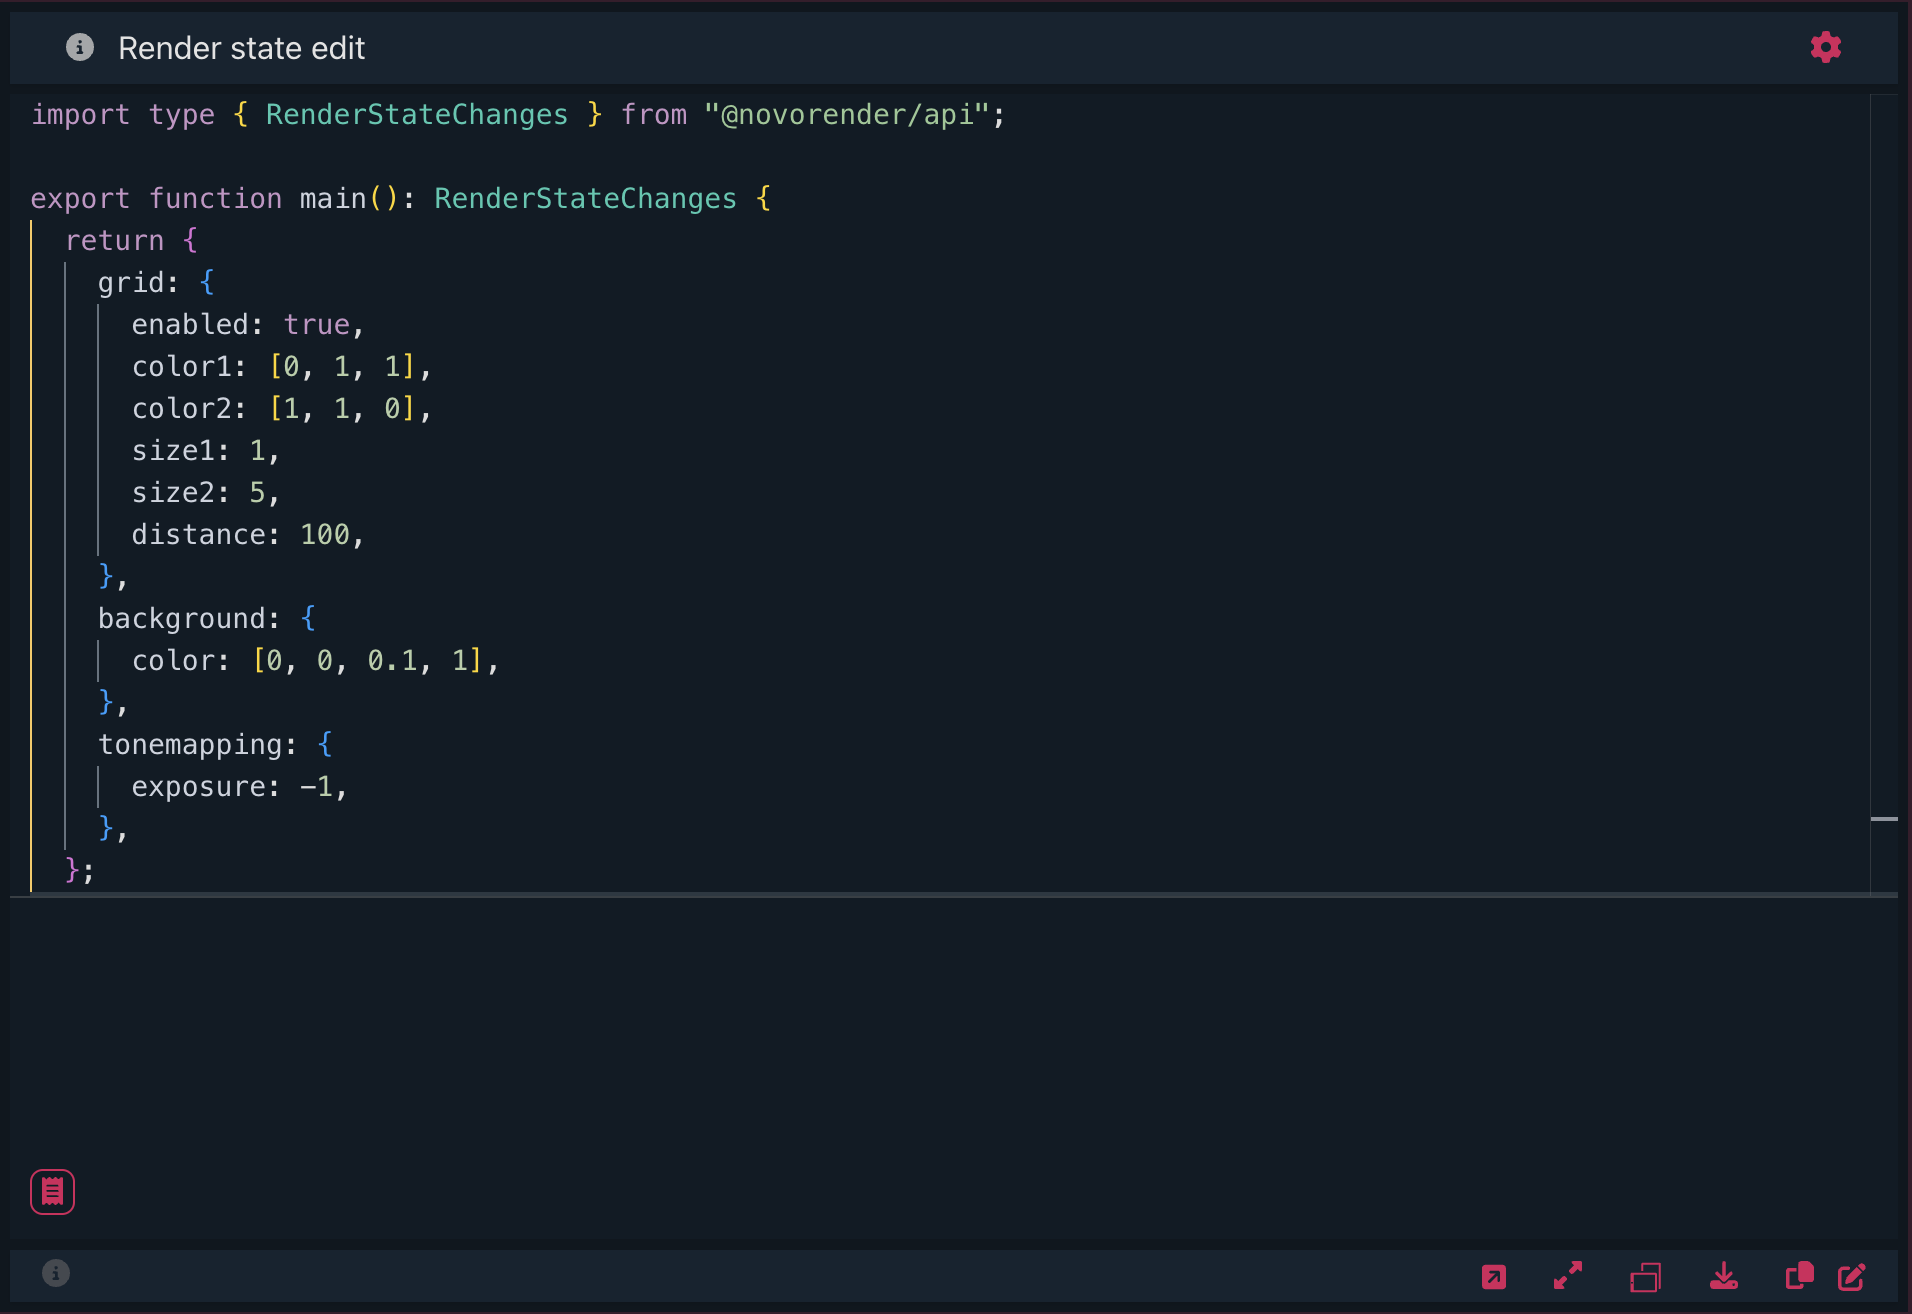 Render state edit
import type { RenderStateChanges } from "@novorender/api";
export function main(): RenderStateChanges {
  return {
    grid: {
      enabled: true,
      color1: [0, 1, 1],
      color2: [1, 1, 0],
      size1: 1,
      size2: 5,
      distance: 100,
    },
    background: {
      color: [0, 0, 0.1, 1],
    },
    tonemapping: {
      exposure: -1,
    },
  };